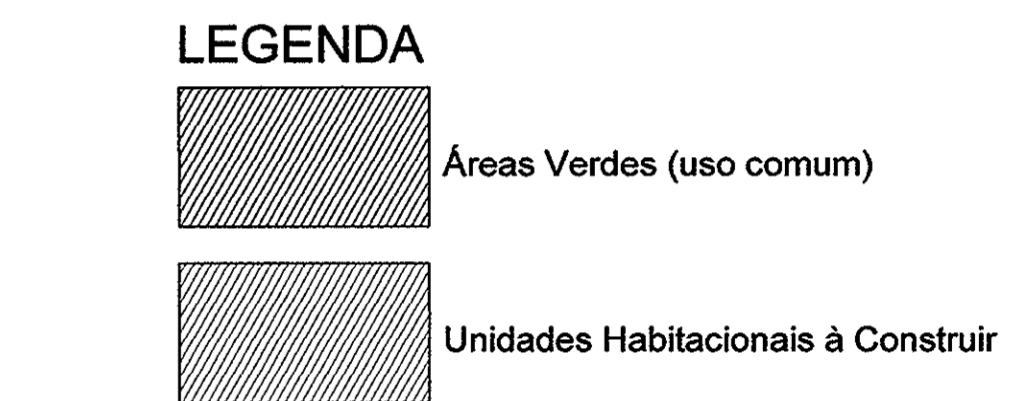 LEGENDA
Áreas Verdes (uso comum)
Unidades Habitacionais à Construir